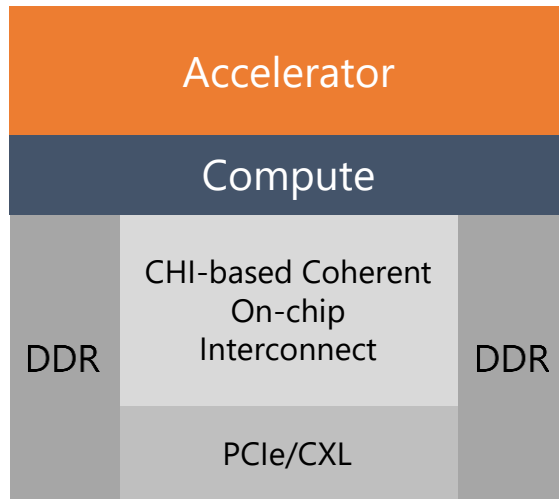 Accelerator
Compute
CHI-based Coherent
On-chip
Interconnect
DDR
DDR
PCIe/CXL